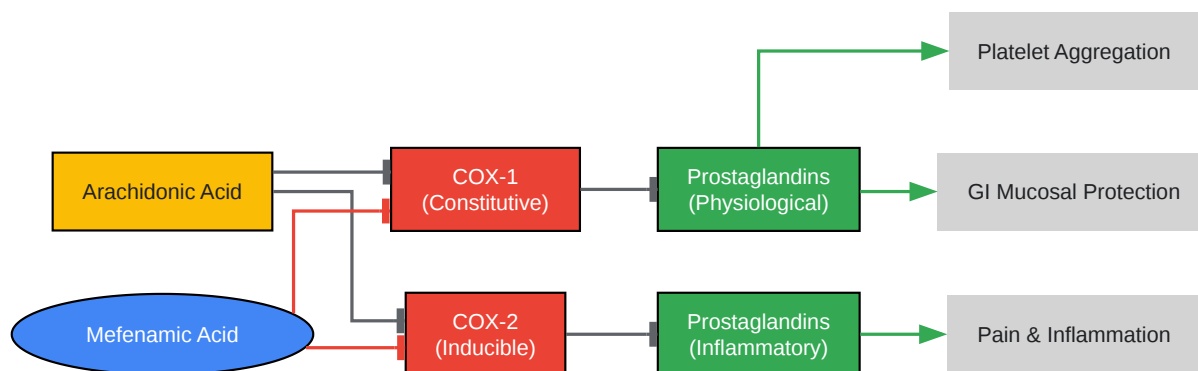 Platelet Aggregation
Arachidonic Acid
COX-1
(Constitutive)
Prostaglandins
(Physiological)
GI Mucosal Protection
Mefenamic Acid
COX-2
(Inducible)
Prostaglandins
(Inflammatory)
Pain & Inflammation